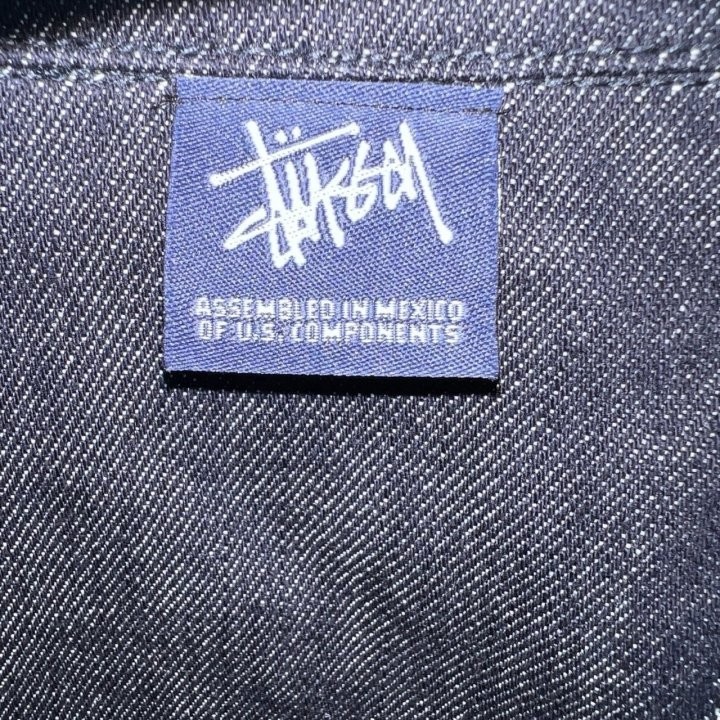 Stüssy
ASSEMBLED IN MEXICO
OF U.S. COMPONENTS